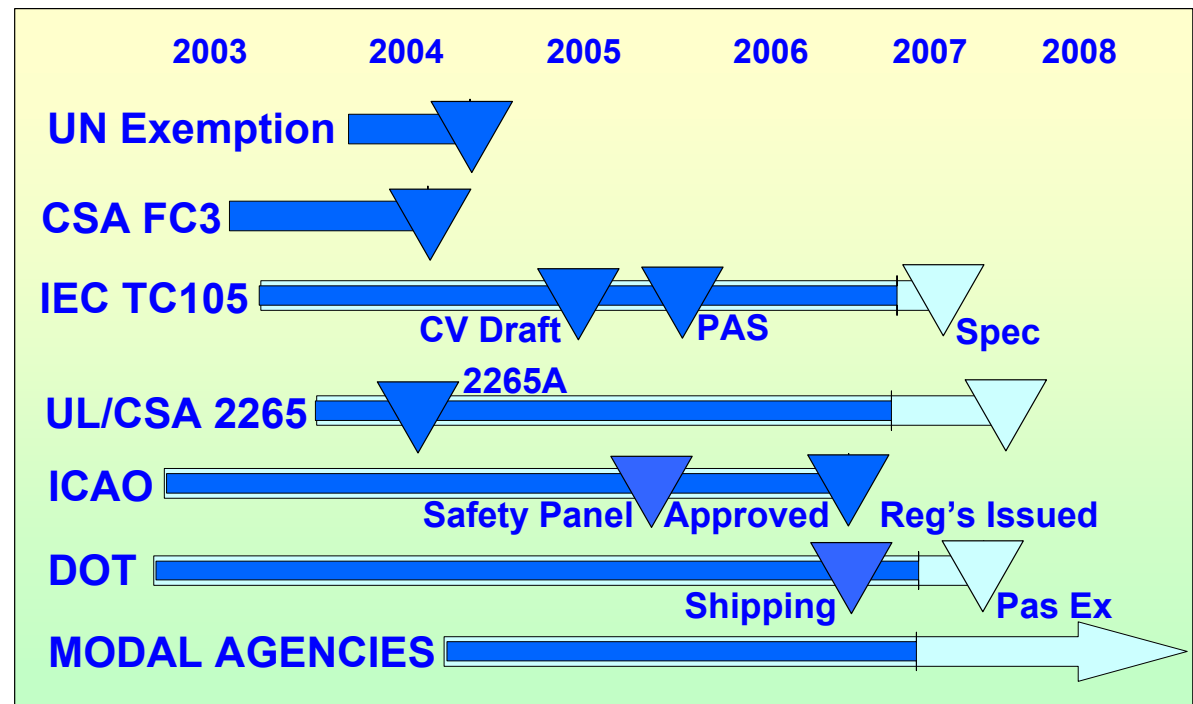 2003 2004 2005 2006 2007 2008
UN Exemption
CSA FC3
IEC TC105
CV Draft PAS Spec
2265A
UL/CSA 2265
ICAO
Safety Panel Approved Reg's Issued
DOT
Shipping Pas Ex
MODAL AGENCIES